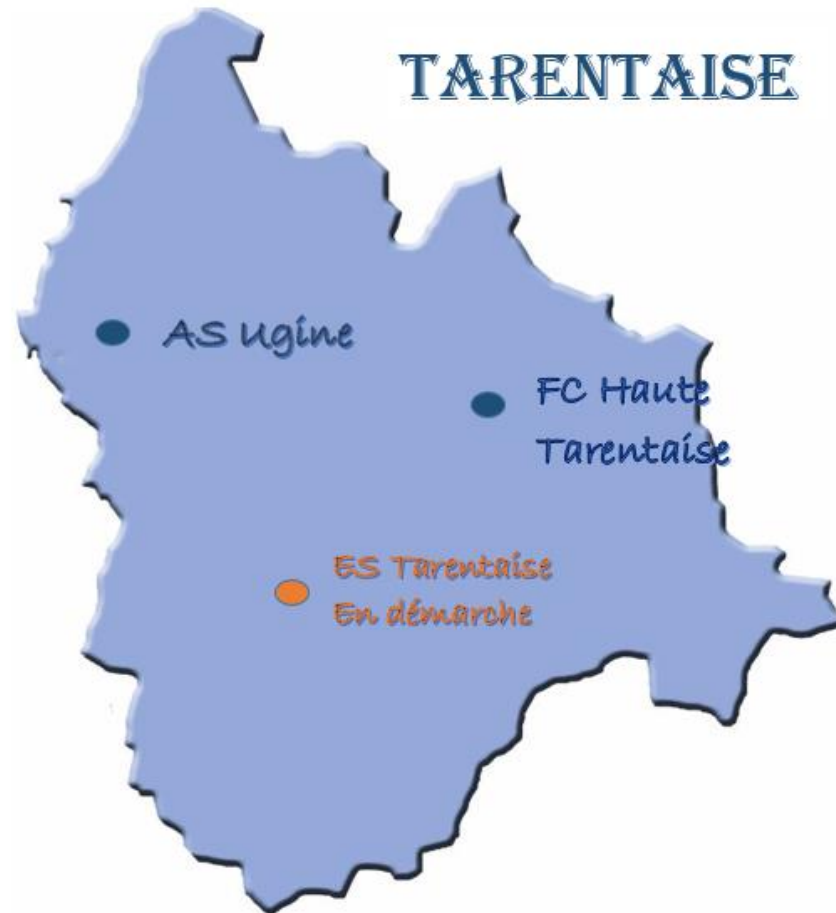 TARENTAISE
AS Ugine
FC Haute
Tarentaise
ES Tarentaise
En démarche